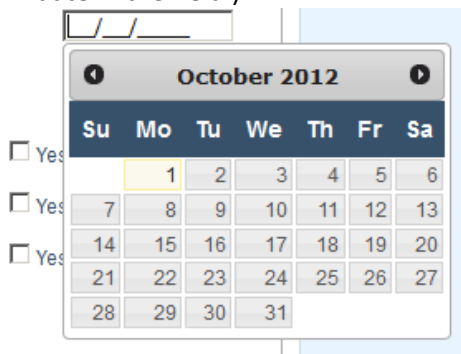 __/__/____
October 2012
Su Mo Tu We Th Fr Sa
1 2 3 4 5 6
Yes
7 8 9 10 11 12 13
Yes
14 15 16 17 18 19 20
Yes
21 22 23 24 25 26 27
28 29 30 31